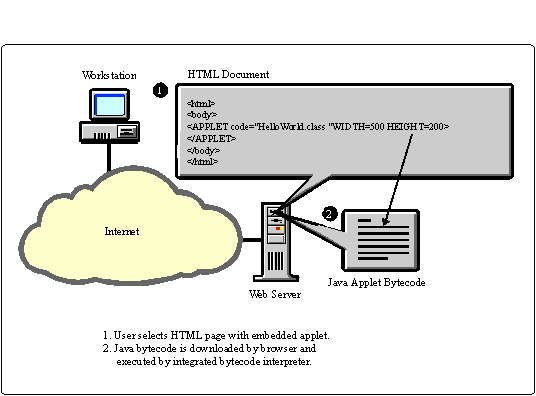 Workstation
HTML Document
1
<html>
<body>
<APPLET code="HelloWorld.class "WIDTH=500 HEIGHT=200>
</APPLET>
</body>
</html>
Internet
2
Web Server
Java Applet Bytecode
1. User selects HTML page with embedded applet.
2. Java bytecode is downloaded by browser and
executed by integrated bytecode interpreter.